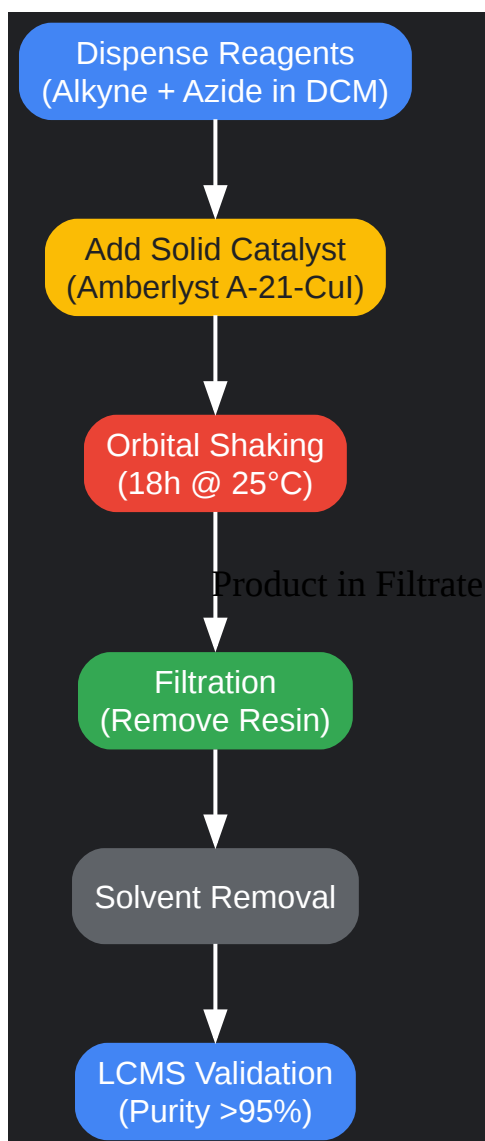 Dispense Reagents
(Alkyne + Azide in DCM)
Add Solid Catalyst
(Amberlyst A-21-CuI)
Orbital Shaking
(18h @ 25°C)
Product in Filtrate
Filtration
(Remove Resin)
Solvent Removal
LCMS Validation
(Purity >95%)